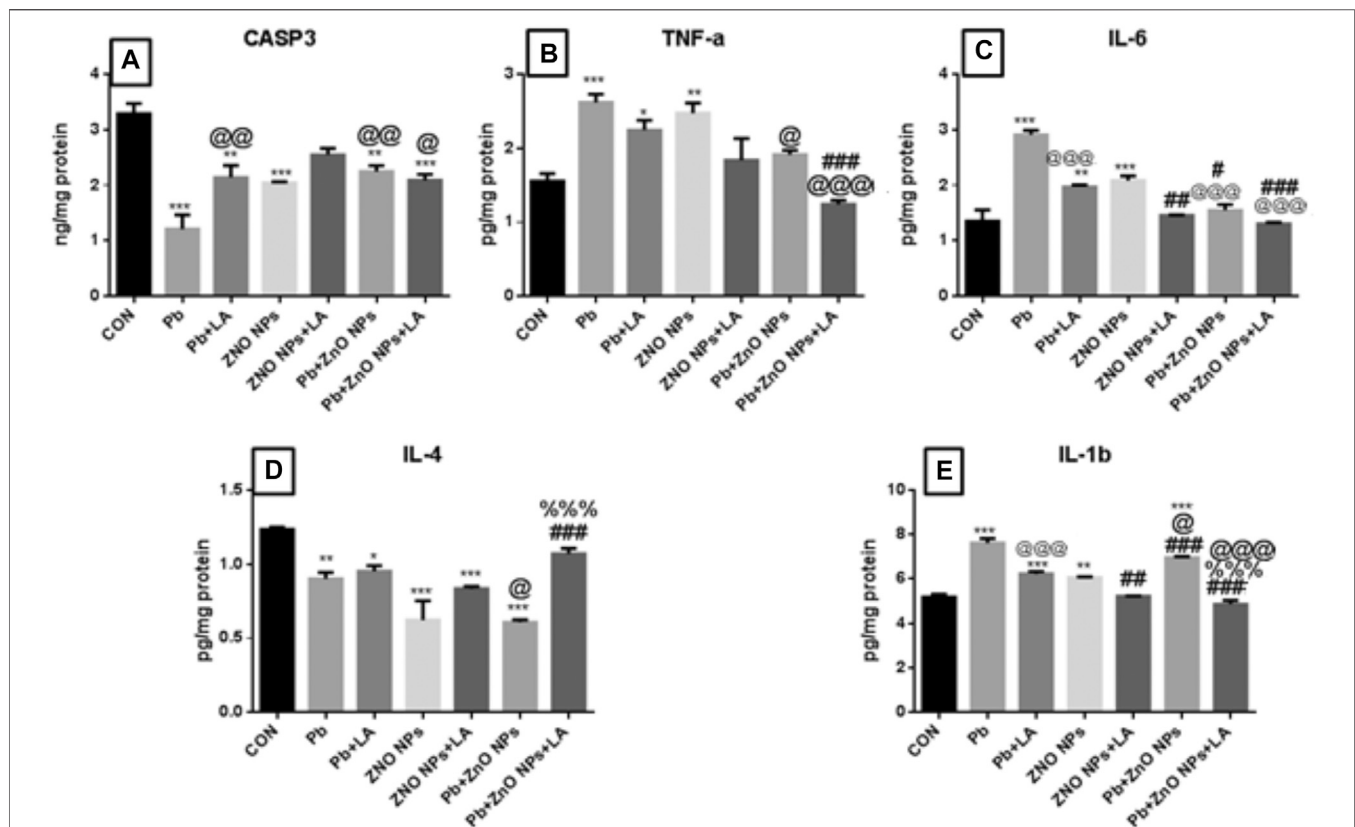 A
CASP3
ng/mg protein
4
3
2
1
0
***
@@
**
***
@@
**
@
***
CON
Pb
Pb+LA
ZNO NPs
ZNO NPs+LA
Pb+ZnO NPs
Pb+ZnO NPs+LA
B
TNF-a
pg/mg protein
3
2
1
0
***
*
**
@
###
@@@
CON
Pb
Pb+LA
ZNO NPs
ZNO NPs+LA
Pb+ZnO NPs
Pb+ZnO NPs+LA
C
IL-6
pg/mg protein
4
3
2
1
0
***
@@@
**
***
##
#
@@@
###
@@@
CON
Pb
Pb+LA
ZNO NPs
ZNO NPs+LA
Pb+ZnO NPs
Pb+ZnO NPs+LA
D
IL-4
pg/mg protein
1.5
1.0
0.5
0.0
**
*
***
***
@
***
%%%
###
CON
Pb
Pb+LA
ZNO NPs
ZNO NPs+LA
Pb+ZnO NPs
Pb+ZnO NPs+LA
E
IL-1b
pg/mg protein
10
8
6
4
2
0
***
@@@
***
**
##
***
@
###
@@@
%%%
###
CON
Pb
Pb+LA
ZNO NPs
ZNO NPs+LA
Pb+ZnO NPs
Pb+ZnO NPs+LA